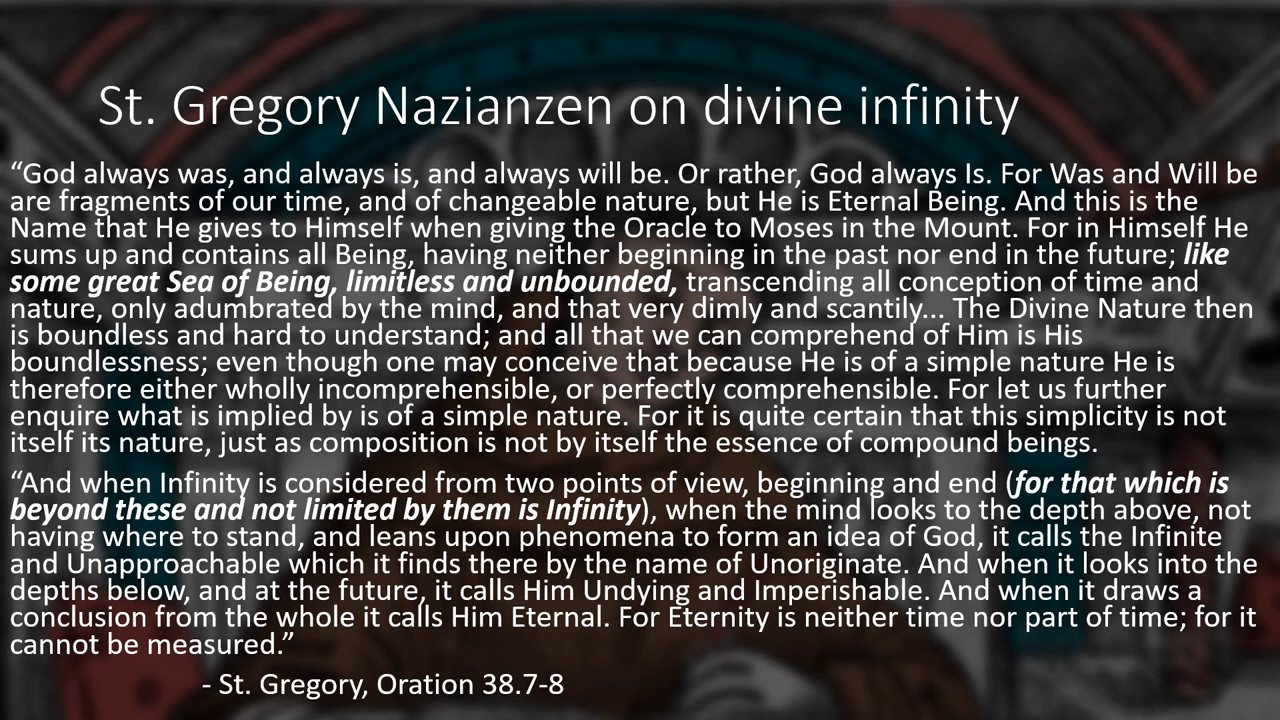 St. Gregory Nazianzen on divine infinity
“God always was, and always is, and always will be. Or rather, God always Is. For Was and Will be
are fragments of our time, and of changeable nature, but He is Eternal Being. And this is the
Name that He gives to Himself when giving the Oracle to Moses in the Mount. For in Himself He
sums up and contains all Being, having neither beginning in the past nor end in the future; like
some great Sea of Being, limitless and unbounded, transcending all conception of time and
nature, only adumbrated by the mind, and that very dimly and scantily... The Divine Nature then
is boundless and hard to understand; and all that we can comprehend of Him is His
boundlessness; even though one may conceive that because He is of a simple nature He is
therefore either wholly incomprehensible, or perfectly comprehensible. For let us further
enquire what is implied by is of a simple nature. For it is quite certain that this simplicity is not
itself its nature, just as composition is not by itself the essence of compound beings.
“And when Infinity is considered from two points of view, beginning and end (for that which is
beyond these and not limited by them is Infinity), when the mind looks to the depth above, not
having where to stand, and leans upon phenomena to form an idea of God, it calls the Infinite
and Unapproachable which it finds there by the name of Unoriginate. And when it looks into the
depths below, and at the future, it calls Him Undying and Imperishable. And when it draws a
conclusion from the whole it calls Him Eternal. For Eternity is neither time nor part of time; for it
cannot be measured.”
- St. Gregory, Oration 38.7-8